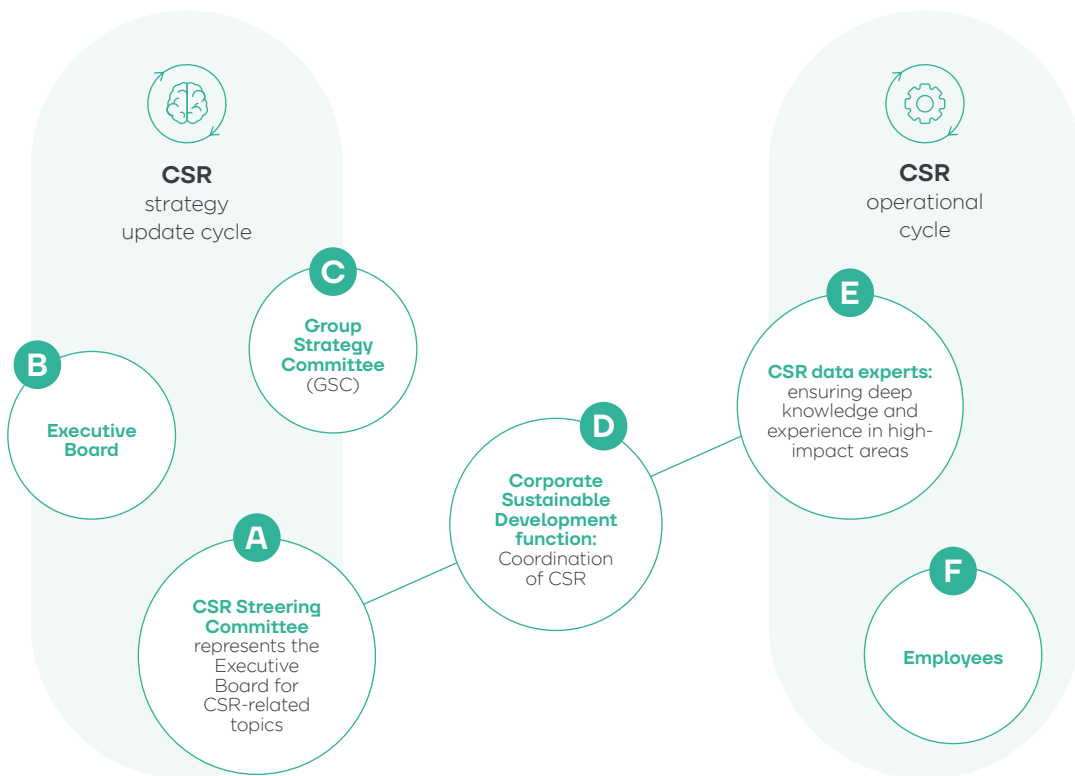 CSR
strategy
update cycle
CSR
operational
cycle
C
Group
Strategy
Committee
(GSC)
E
CSR data experts:
ensuring deep
knowledge and
experience in high-
impact areas
B
Executive
Board
D
Corporate
Sustainable
Development
function:
Coordination
of CSR
A
CSR Streering
Committee
represents the
Executive
Board for
CSR-related
topics
F
Employees